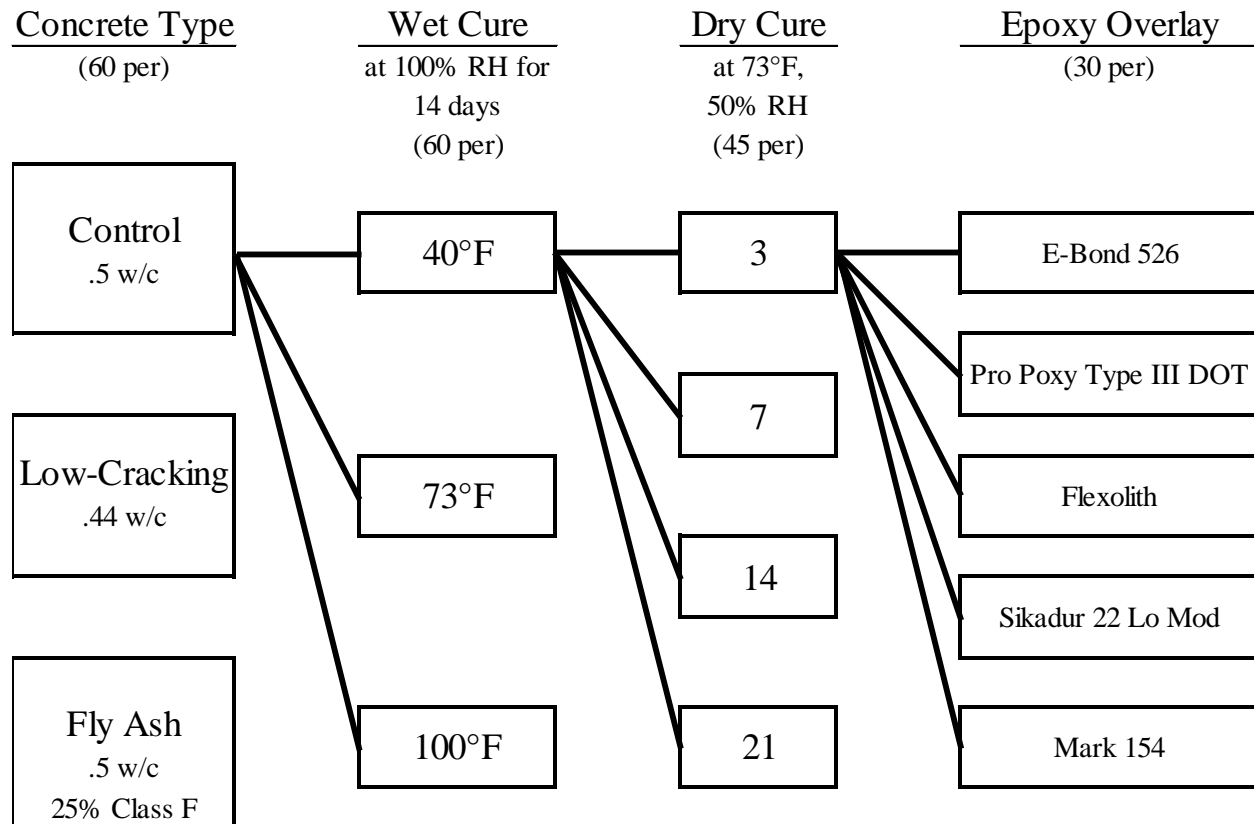 Concrete Type
(60 per)
Wet Cure
at 100% RH for
14 days
(60 per)
Dry Cure
at 73°F,
50% RH
(45 per)
Epoxy Overlay
(30 per)
Control
.5 w/c
Low-Cracking
.44 w/c
Fly Ash
.5 w/c
25% Class F
40°F
73°F
100°F
3
7
14
21
E-Bond 526
Pro Poxy Type III DOT
Flexolith
Sikadur 22 Lo Mod
Mark 154